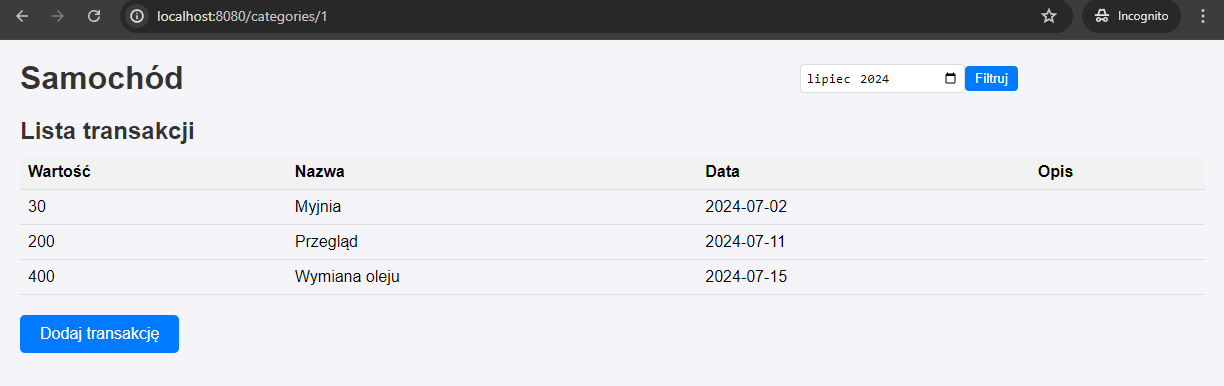 localhost:8080/categories/1
Incognito
Samochód
lipiec 2024
Filtruj
Lista transakcji
Wartość Nazwa Data Opis
30 Myjnia 2024-07-02
200 Przegląd 2024-07-11
400 Wymiana oleju 2024-07-15
Dodaj transakcję